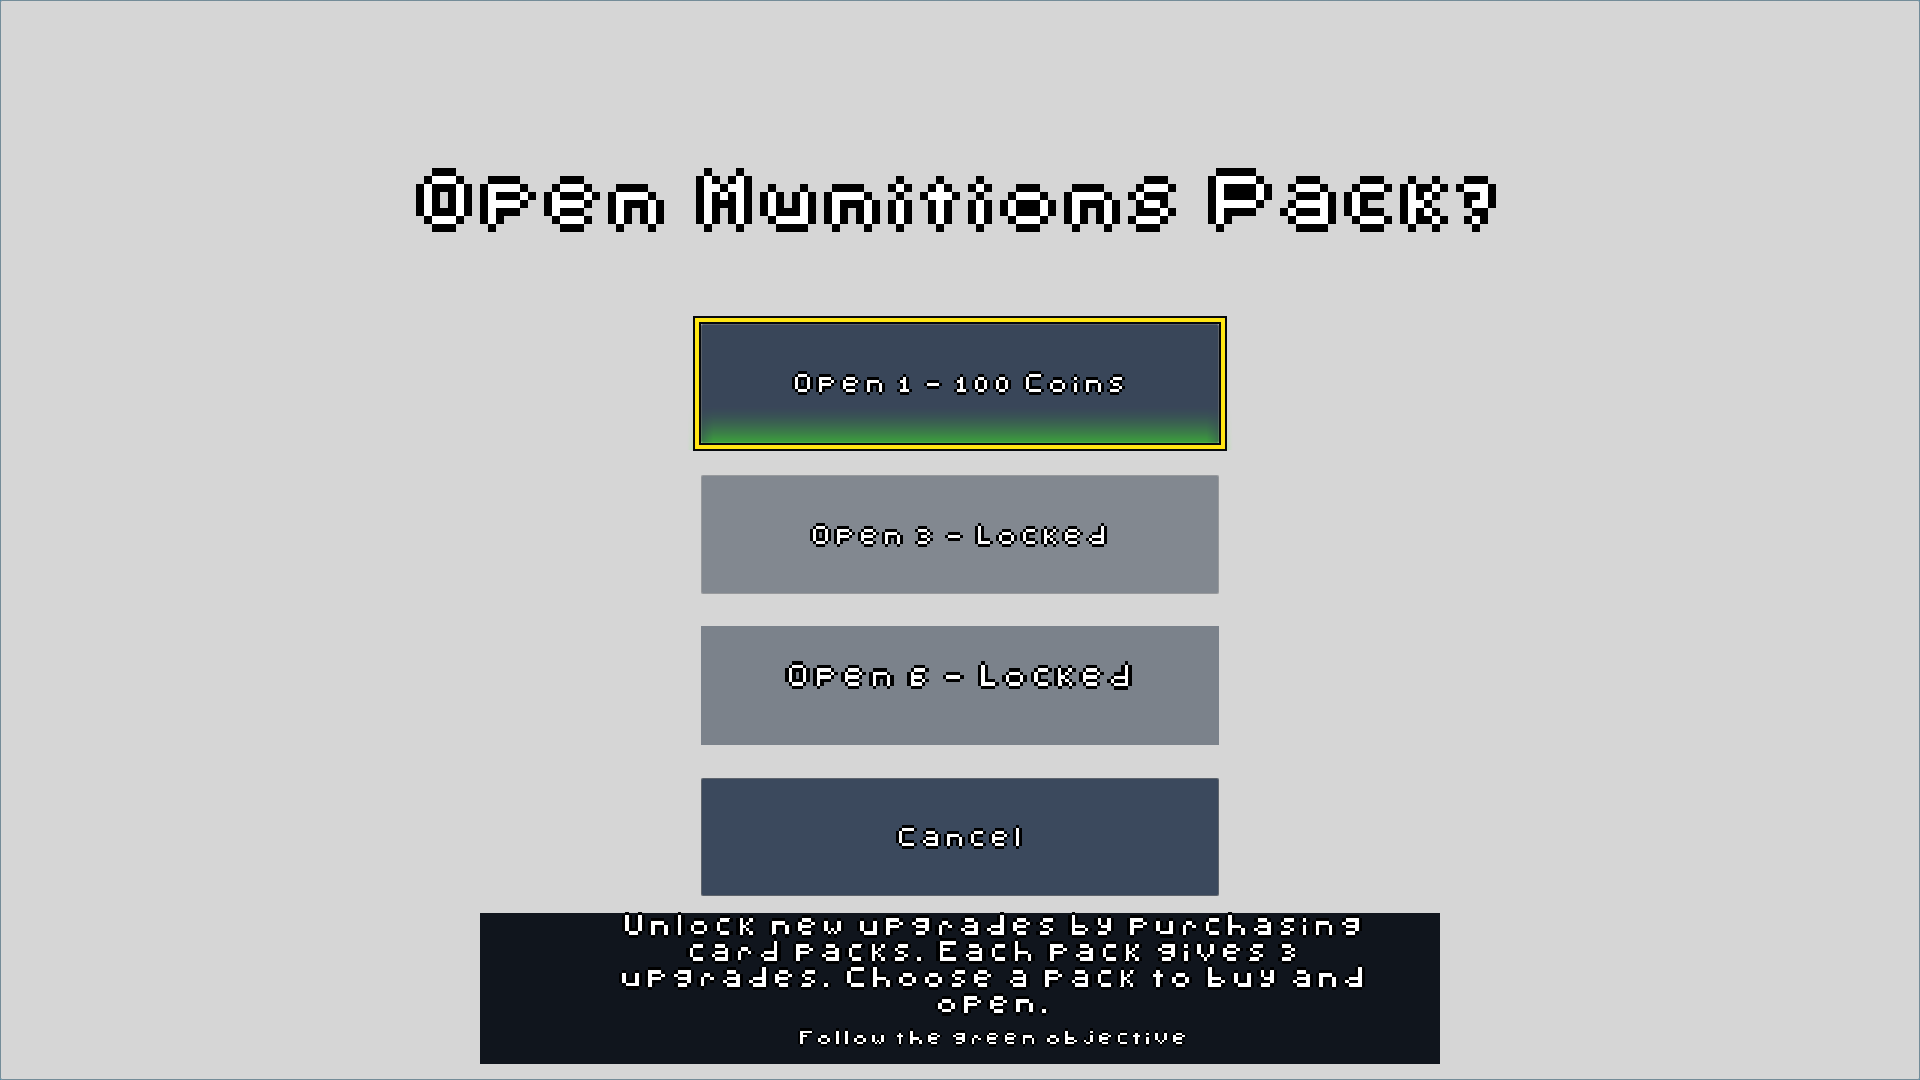 Open Munitions Pack?
Open 1 - 100 Coins
Open 3 - Locked
Open 6 - Locked
Cancel
Unlock new upgrades by purchasing
card packs. Each pack gives 3
upgrades. Choose a pack to buy and
open.
Follow the green objective